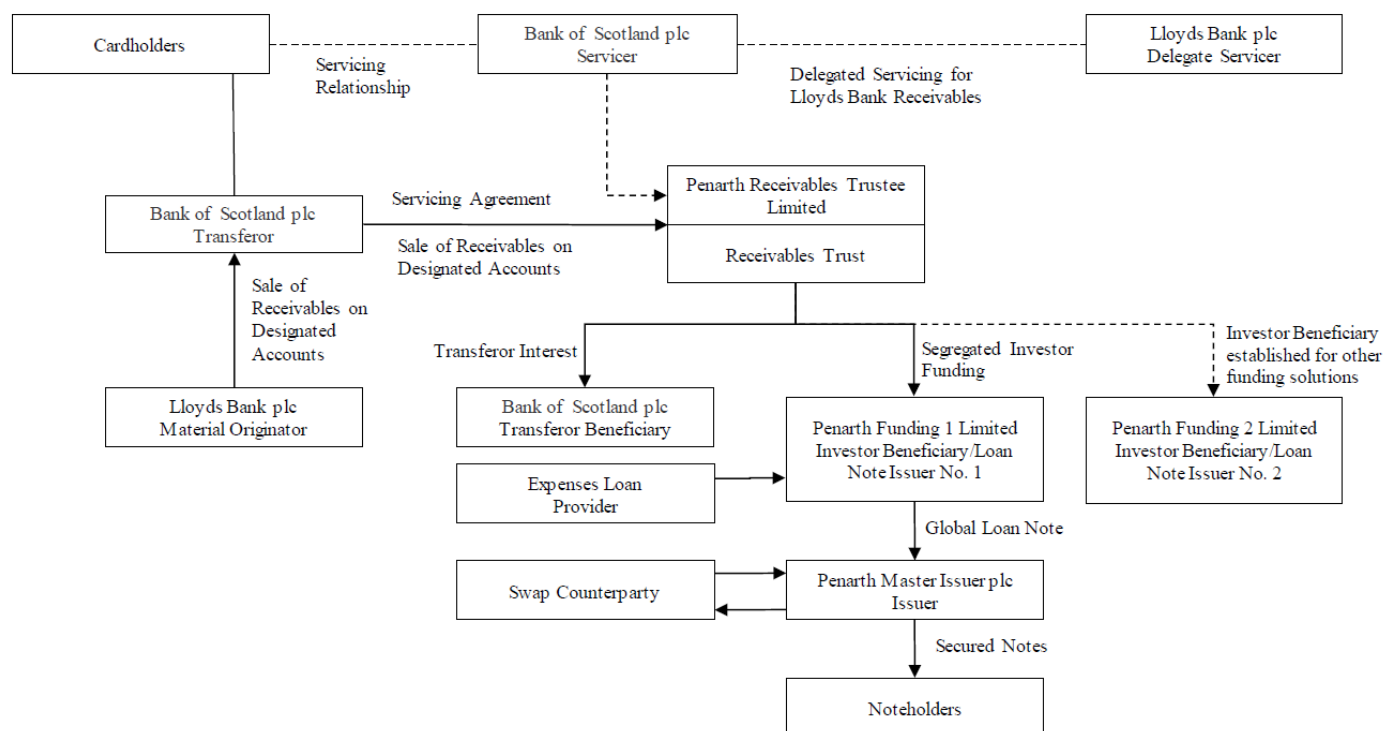 Cardholders
Bank of Scotland plc
Servicer
Lloyds Bank plc
Delegate Servicer
Servicing
Relationship
Delegated Servicing for
Lloyds Bank Receivables
Bank of Scotland plc
Transferor
Servicing Agreement
Sale of Receivables on
Designated Accounts
Penarth Receivables Trustee
Limited
Receivables Trust
Sale of
Receivables on
Designated
Accounts
Lloyds Bank plc
Material Originator
Transferor Interest
Segregated Investor
Funding
Investor Beneficiary
established for other
funding solutions
Bank of Scotland plc
Transferor Beneficiary
Penarth Funding 1 Limited
Investor Beneficiary/Loan
Note Issuer No. 1
Penarth Funding 2 Limited
Investor Beneficiary/Loan
Note Issuer No. 2
Expenses Loan
Provider
Global Loan Note
Swap Counterparty
Penarth Master Issuer plc
Issuer
Secured Notes
Noteholders